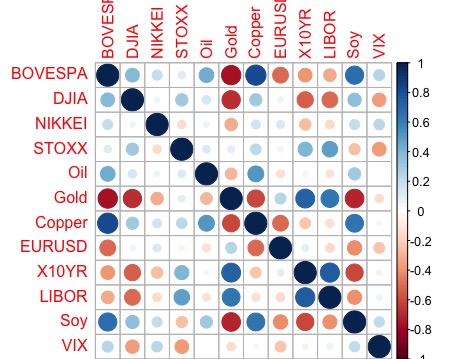 BOVESPA
DJIA
NIKKEI
STOXX
Oil
Gold
Copper
EURUSD
X10YR
LIBOR
Soy
VIX
BOVESPA
DJIA
NIKKEI
STOXX
Oil
Gold
Copper
EURUSD
X10YR
LIBOR
Soy
VIX
1
0.8
0.6
0.4
0.2
0
-0.2
-0.4
-0.6
-0.8
-1